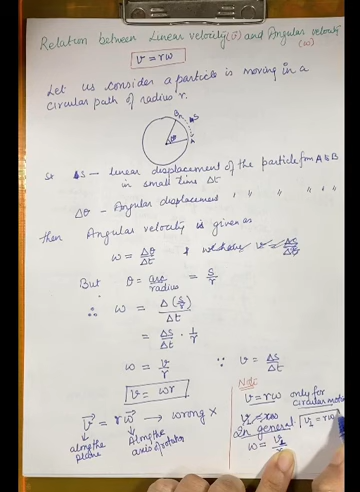 Relation between Linear velocity (v⃗) and Angular velocity (ω)
v = rω
Let us consider a particle is moving in a
circular path of radius r.
B ΔS
Δθ
A
ΔS — linear displacement of the particle from A to B
in small time Δt
Δθ — Angular displacement " " " " "
then Angular velocity is given as
ω = Δθ/Δt & v = ΔS/Δt
But θ = arc/radius = S/r
∴ ω = Δ(S/r)/Δt
= ΔS/Δt · 1/r
ω = v/r ∵ v = ΔS/Δt
v = ωr
v⃗ = rω⃗ → wrong ×
along the
plane
Along the
axis of rotation
Note
v = rω only for
circular motion
In general: v⊥ = rω
ω = v⊥/r